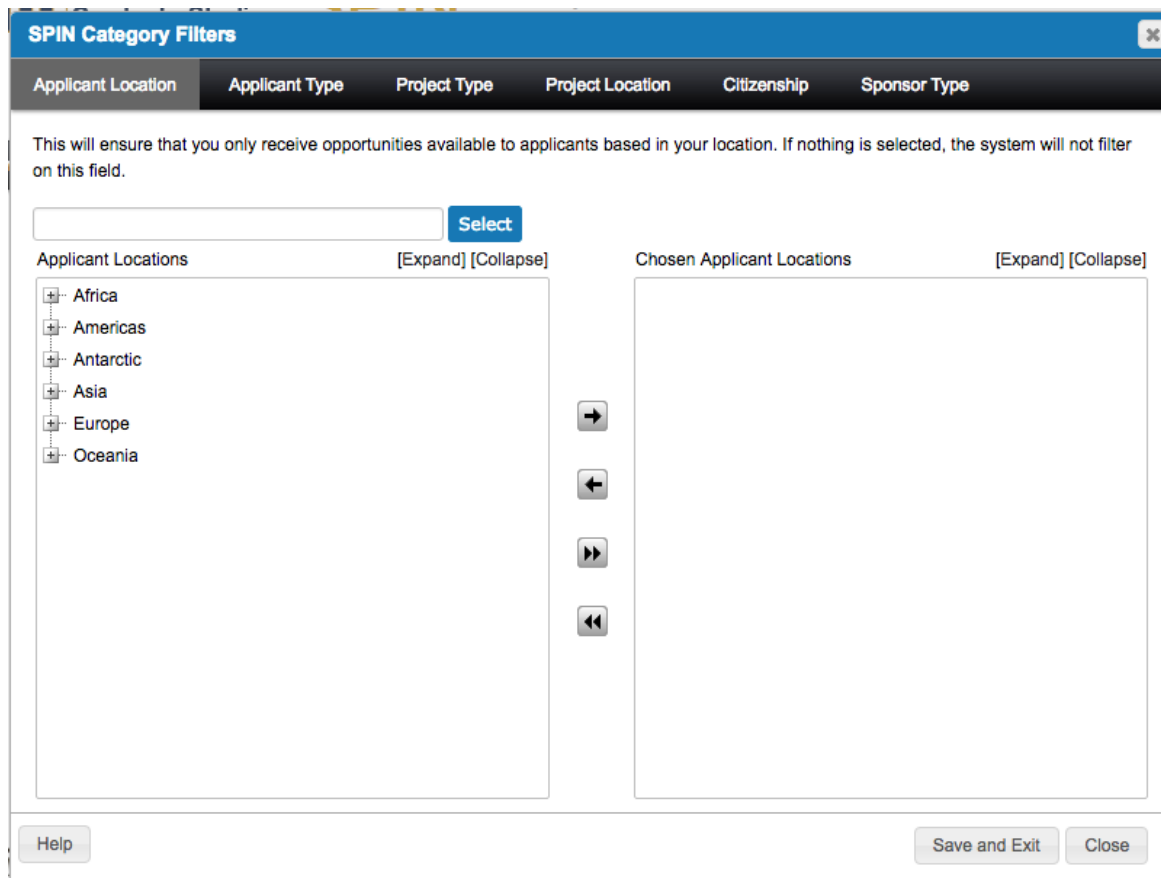 SPIN Category Filters
Applicant Location Applicant Type Project Type Project Location Citizenship Sponsor Type
This will ensure that you only receive opportunities available to applicants based in your location. If nothing is selected, the system will not filter
on this field.
Select
Applicant Locations [Expand] [Collapse] Chosen Applicant Locations [Expand] [Collapse]
Africa
Americas
Antarctic
Asia
Europe
Oceania
Help Save and Exit Close